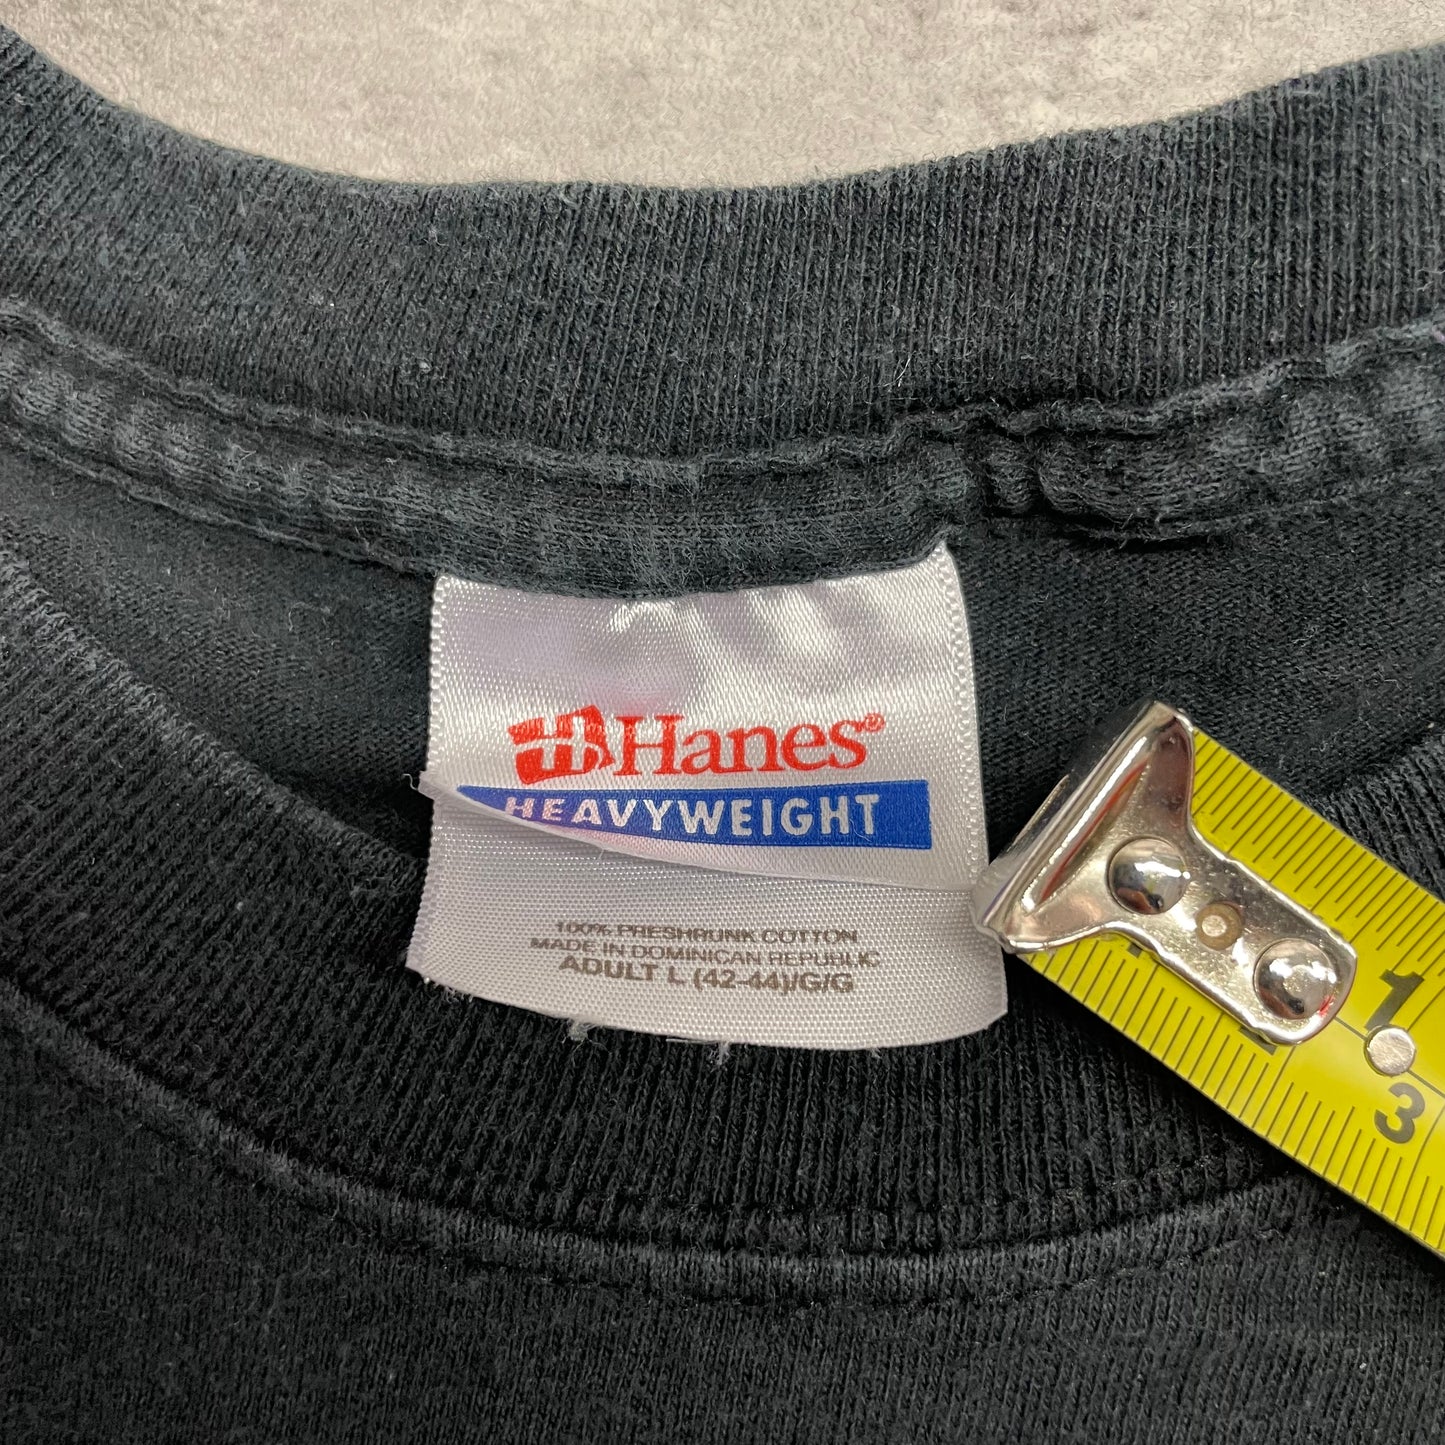 Hanes®
HEAVYWEIGHT
100% PRESHRUNK COTTON
MADE IN DOMINICAN REPUBLIC
ADULT L (42-44)/G/G
1
3